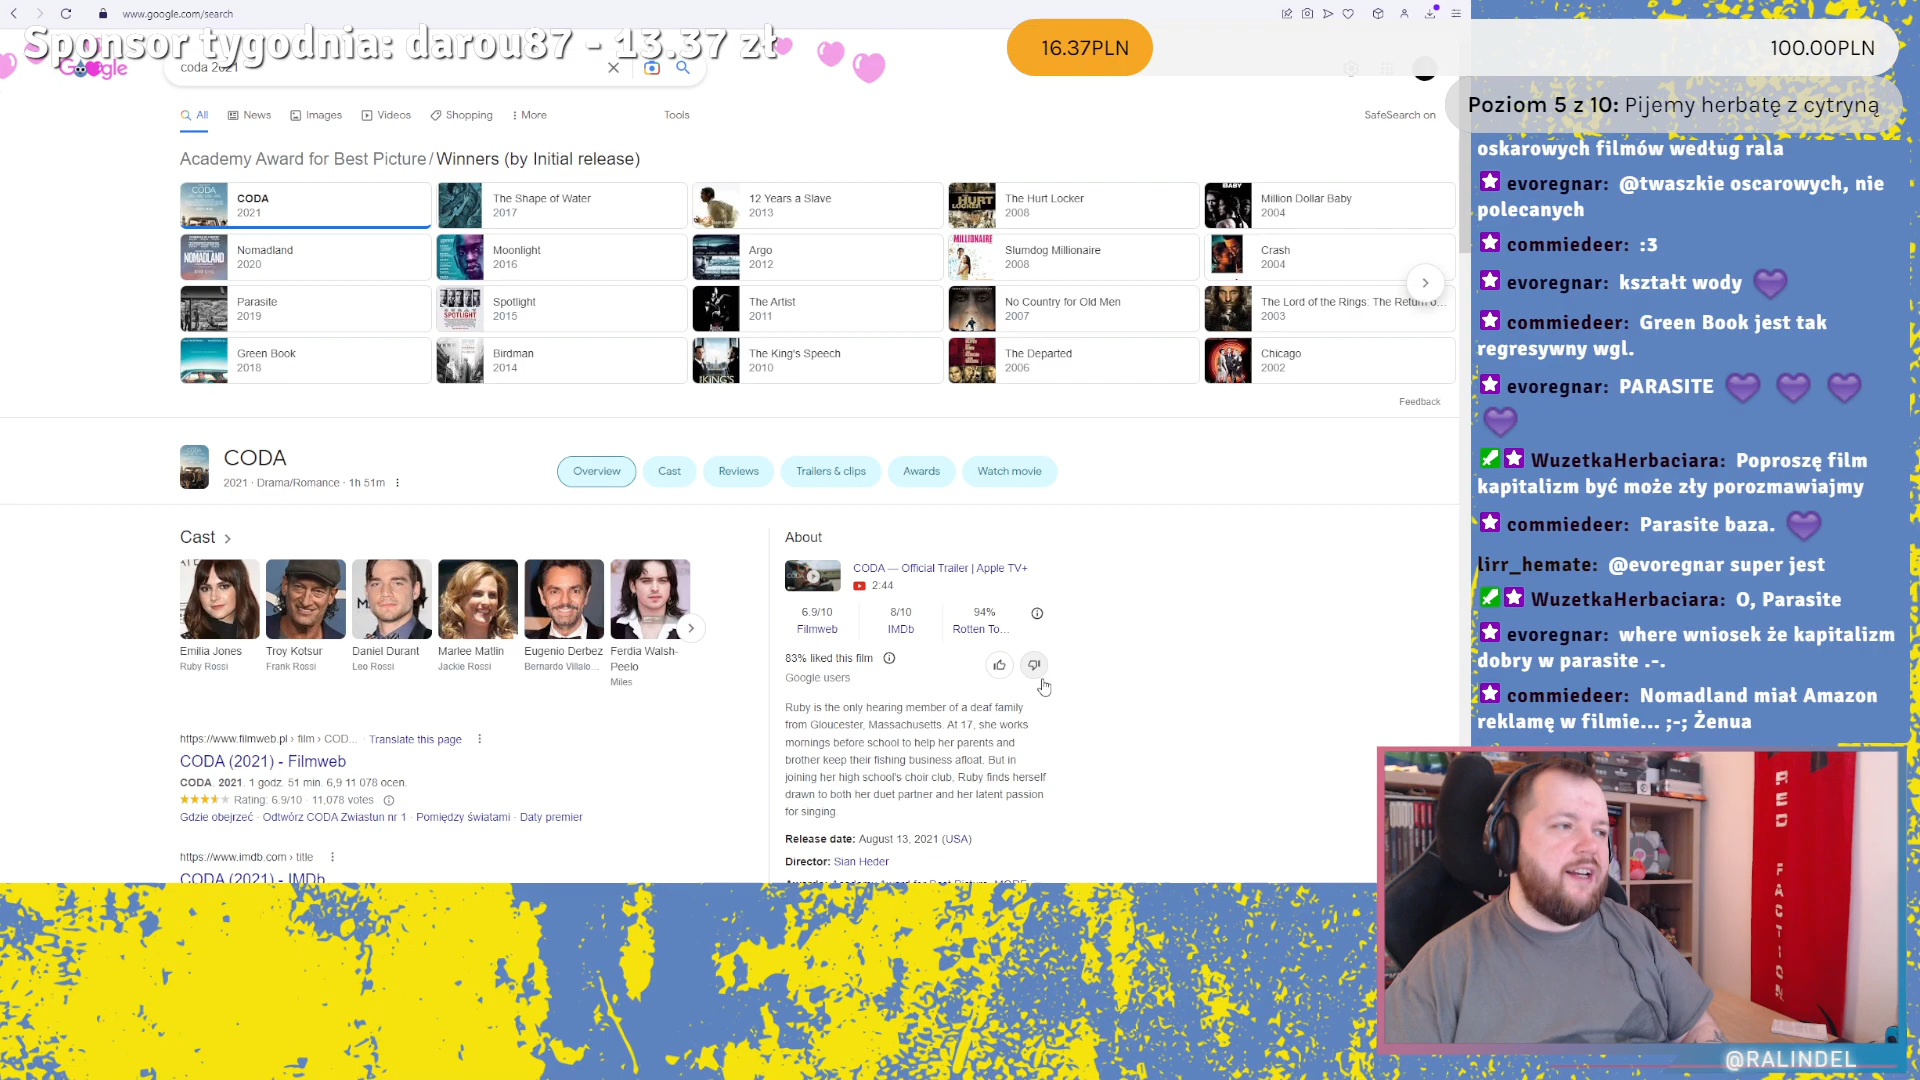 www.google.com/search
Sponsor tygodnia: darou87 - 13.37 zł
Google
coda 2021
All
News
Images
Videos
Shopping
More
Tools
SafeSearch on
Academy Award for Best Picture / Winners (by Initial release)
CODA
2021
The Shape of Water
2017
12 Years a Slave
2013
The Hurt Locker
2008
Million Dollar Baby
2004
Nomadland
2020
Moonlight
2016
Argo
2012
Slumdog Millionaire
2008
Crash
2004
Parasite
2019
Spotlight
2015
The Artist
2011
No Country for Old Men
2007
The Lord of the Rings: The Return o...
2003
Green Book
2018
Birdman
2014
The King's Speech
2010
The Departed
2006
Chicago
2002
Feedback
CODA
2021 · Drama/Romance · 1h 51m
Overview
Cast
Reviews
Trailers & clips
Awards
Watch movie
Cast
Emilia Jones
Ruby Rossi
Troy Kotsur
Frank Rossi
Daniel Durant
Leo Rossi
Marlee Matlin
Jackie Rossi
Eugenio Derbez
Bernardo Villalo...
Ferdia Walsh-
Peelo
Miles
https://www.filmweb.pl › film › COD...
Translate this page
CODA (2021) - Filmweb
CODA 2021. 1 godz. 51 min. 6,9 11 078 ocen.
Rating: 6.9/10 · 11,078 votes
Gdzie obejrzeć · Odtwórz CODA Zwiastun nr 1 · Pomiędzy światami · Daty premier
https://www.imdb.com › title
CODA (2021) - IMDb
About
CODA — Official Trailer | Apple TV+
2:44
6.9/10
Filmweb
8/10
IMDb
94%
Rotten To...
83% liked this film
Google users
Ruby is the only hearing member of a deaf family
from Gloucester, Massachusetts. At 17, she works
mornings before school to help her parents and
brother keep their fishing business afloat. But in
joining her high school's choir club, Ruby finds herself
drawn to both her duet partner and her latent passion
for singing.
Release date: August 13, 2021 (USA)
Director: Sian Heder
Awards: Academy Award for Best Picture, MORE
16.37PLN
100.00PLN
Poziom 5 z 10: Pijemy herbatę z cytryną
oskarowych filmów według rala
evoregnar: @twaszkie oscarowych, nie
polecanych
commiedeer: :3
evoregnar: kształt wody
commiedeer: Green Book jest tak
regresywny wgl.
evoregnar: PARASITE
WuzetkaHerbaciara: Poproszę film
kapitalizm być może zły porozmawiajmy
commiedeer: Parasite baza.
lirr_hemate: @evoregnar super jest
WuzetkaHerbaciara: O, Parasite
evoregnar: where wniosek że kapitalizm
dobry w parasite .-.
commiedeer: Nomadland miał Amazon
reklamę w filmie... ;-; Żenua
RED
FACTION
@RALINDEL